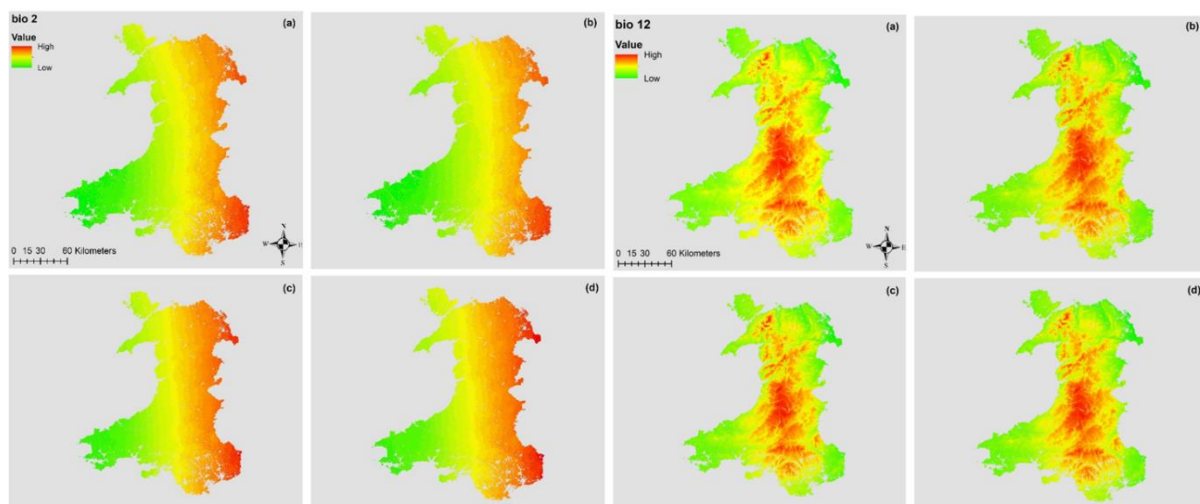 bio 2
(a)
Value
High
Low
N
W
S
0 15 30 60 Kilometers
(b)
(c)
(d)
bio 12
(a)
Value
High
Low
N
W E
S
0 15 30 60 Kilometers
(b)
(c)
(d)